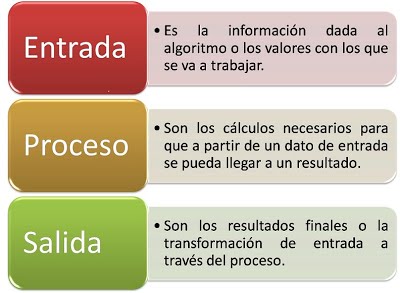 Entrada
• Es la información dada al
algoritmo o los valores con los que
se va a trabajar.
Proceso
• Son los cálculos necesarios para
que a partir de un dato de entrada
se pueda llegar a un resultado.
Salida
• Son los resultados finales o la
transformación de entrada a
través del proceso.